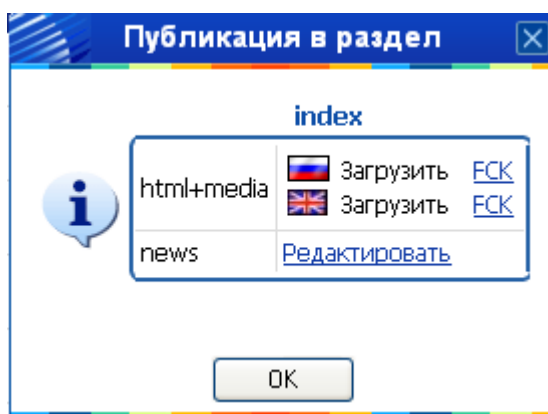 Публикация в раздел
index
html+media
Загрузить FCK
Загрузить FCK
news Редактировать
OK